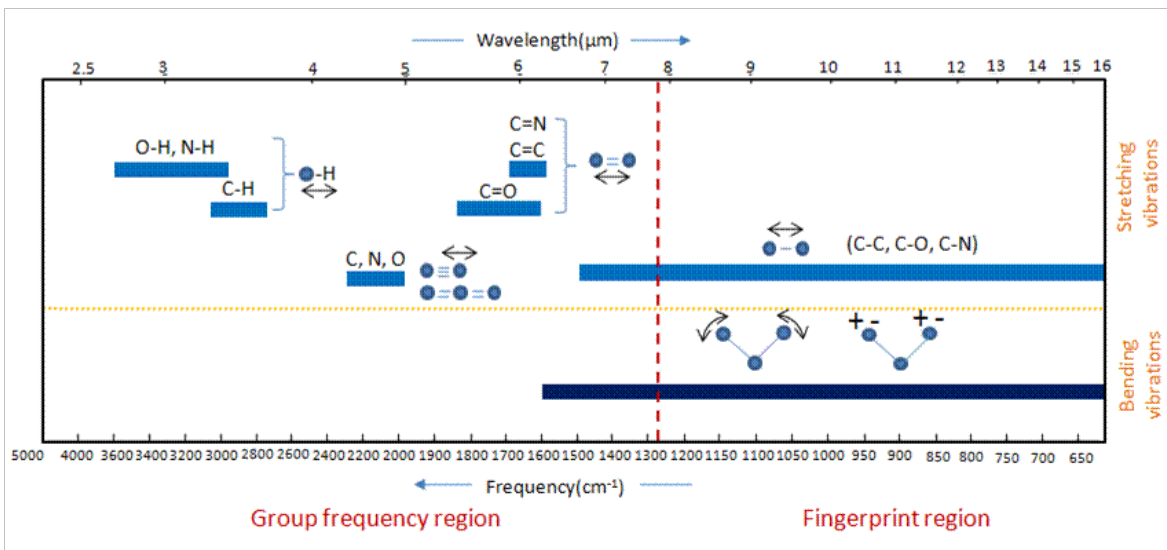 Wavelength(μm)
2.5 3 4 5 6 7 8 9 10 11 12 13 14 15 16
C=N
O-H, N-H
C=C
-H
C-H
C=O
Stretching
vibrations
(C-C, C-O, C-N)
C, N, O
+ - + -
Bending
vibrations
5000 4000 3600 3200 3200 3000 2800 2600 2400 2200 2000 1900 1800 1700 1600 1500 1400 1300 1200 1200 1100 1050 1000 950 900 850 800 750 700 650
Frequency(cm⁻¹)
Group frequency region
Fingerprint region